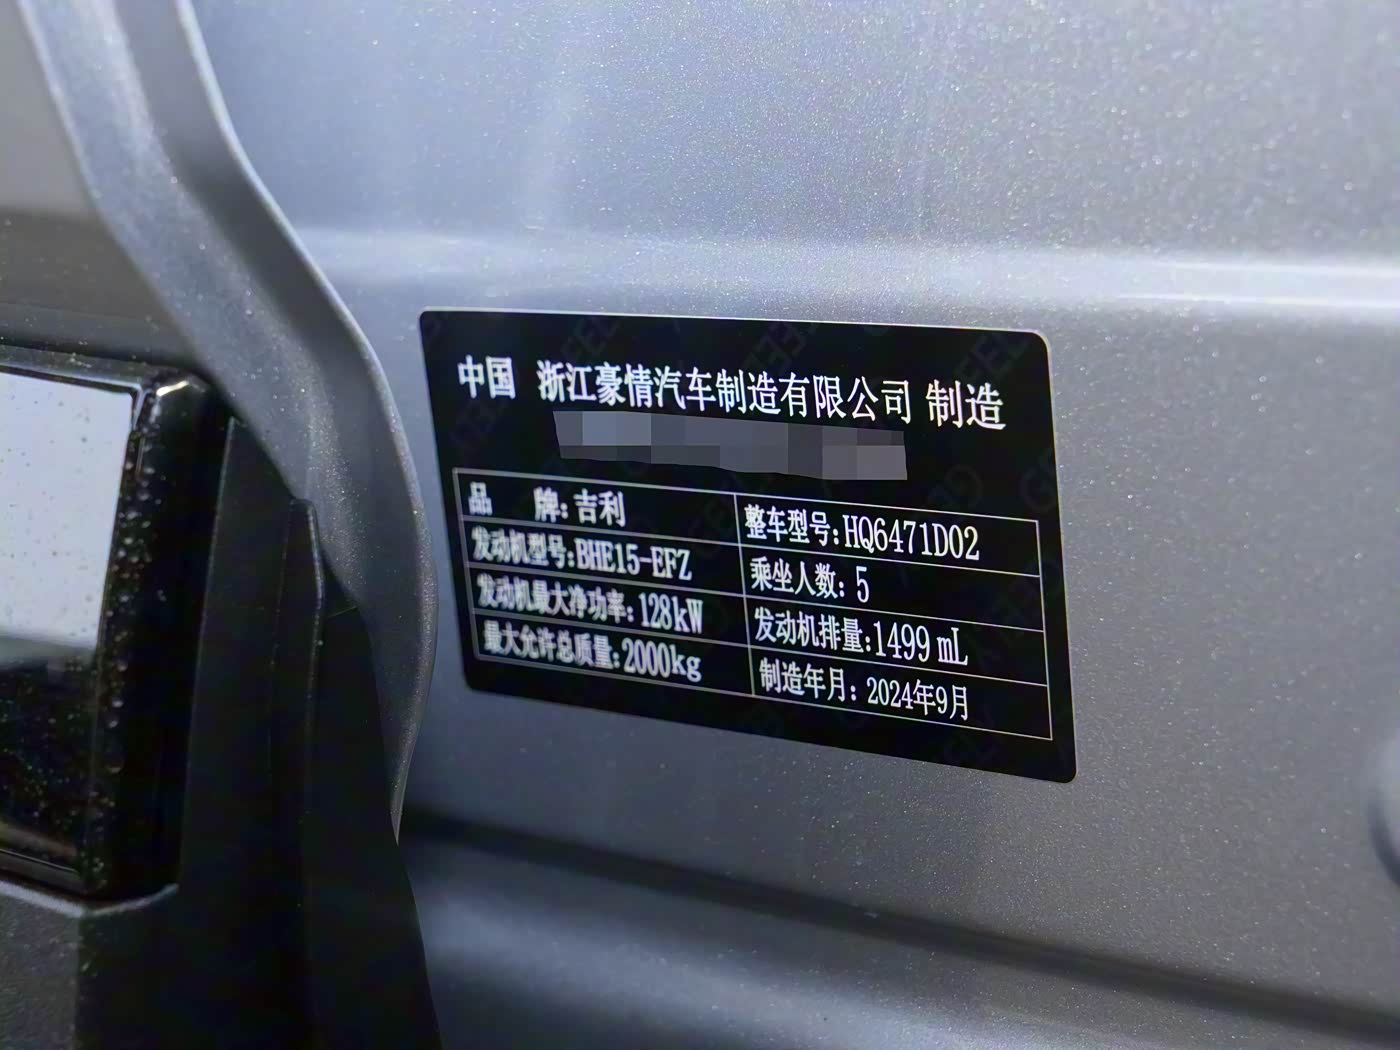 中国 浙江豪情汽车制造有限公司 制造
品 牌:吉利 整车型号:HQ6471D02
发动机型号:BHE15-EFZ 乘坐人数:5
发动机最大净功率:128kW 发动机排量:1499 mL
最大允许总质量:2000kg 制造年月:2024年9月